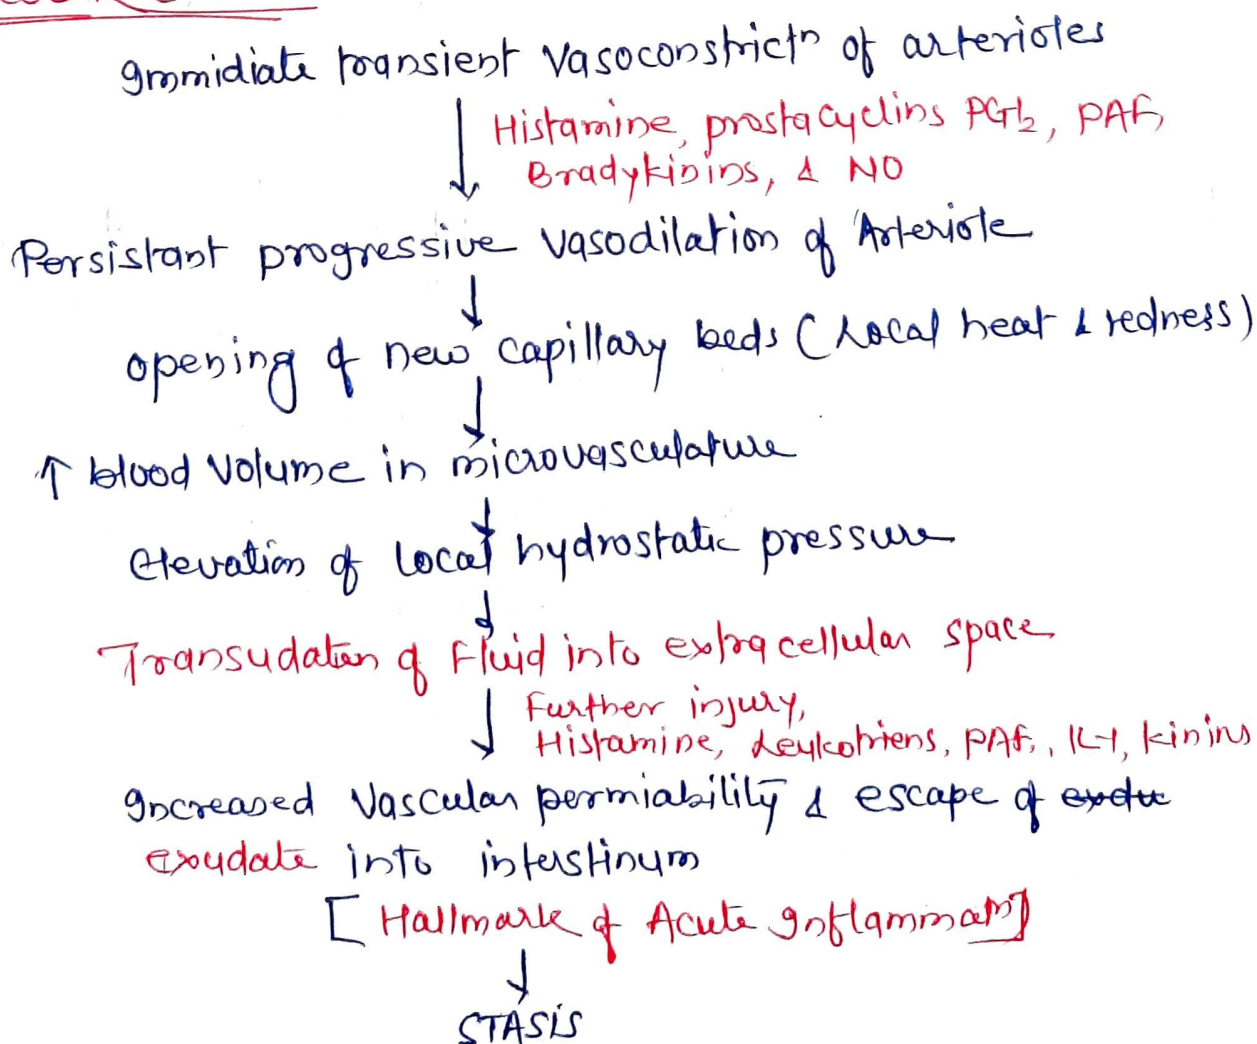 Immidiate transient Vasoconstrictn of arterioles
Histamine, prostacyclins PGI2, PAF,
Bradykinins, & NO
Persistant progressive vasodilation of Arteriole
opening of new capillary beds (Local heat & redness)
↑ blood volume in microvasculature
Elevation of local hydrostatic pressure
Transudation of Fluid into extracellular space
Further injury,
Histamine, Leukotriens, PAF, IL-1, kinins
Increased Vascular permiability & escape of exdu
exudate into interstinum
[Hallmark of Acute Inflammatn]
STASIS